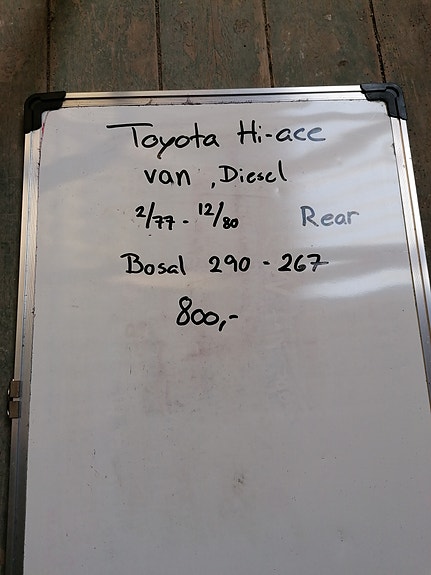 Toyota Hi-ace
van, Diesel
2/77 - 12/80 Rear
Bosal 290 - 267
800,-